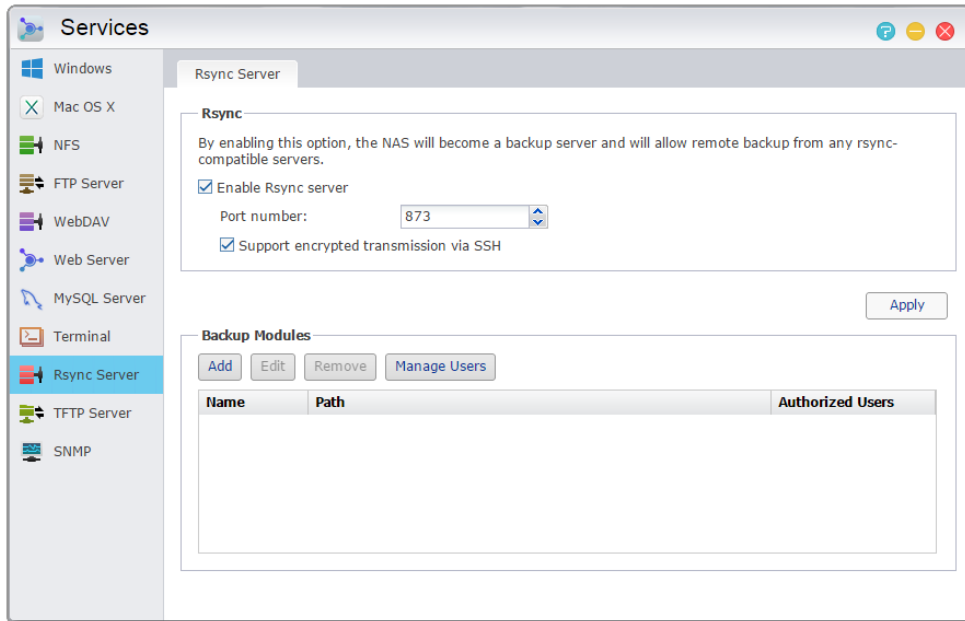 Services
Windows
Mac OS X
NFS
FTP Server
WebDAV
Web Server
MySQL Server
Terminal
Rsync Server
TFTP Server
SNMP
Rsync Server
Rsync
By enabling this option, the NAS will become a backup server and will allow remote backup from any rsync-
compatible servers.
Enable Rsync server
Port number: 873
Support encrypted transmission via SSH
Apply
Backup Modules
Add Edit Remove Manage Users
Name Path Authorized Users